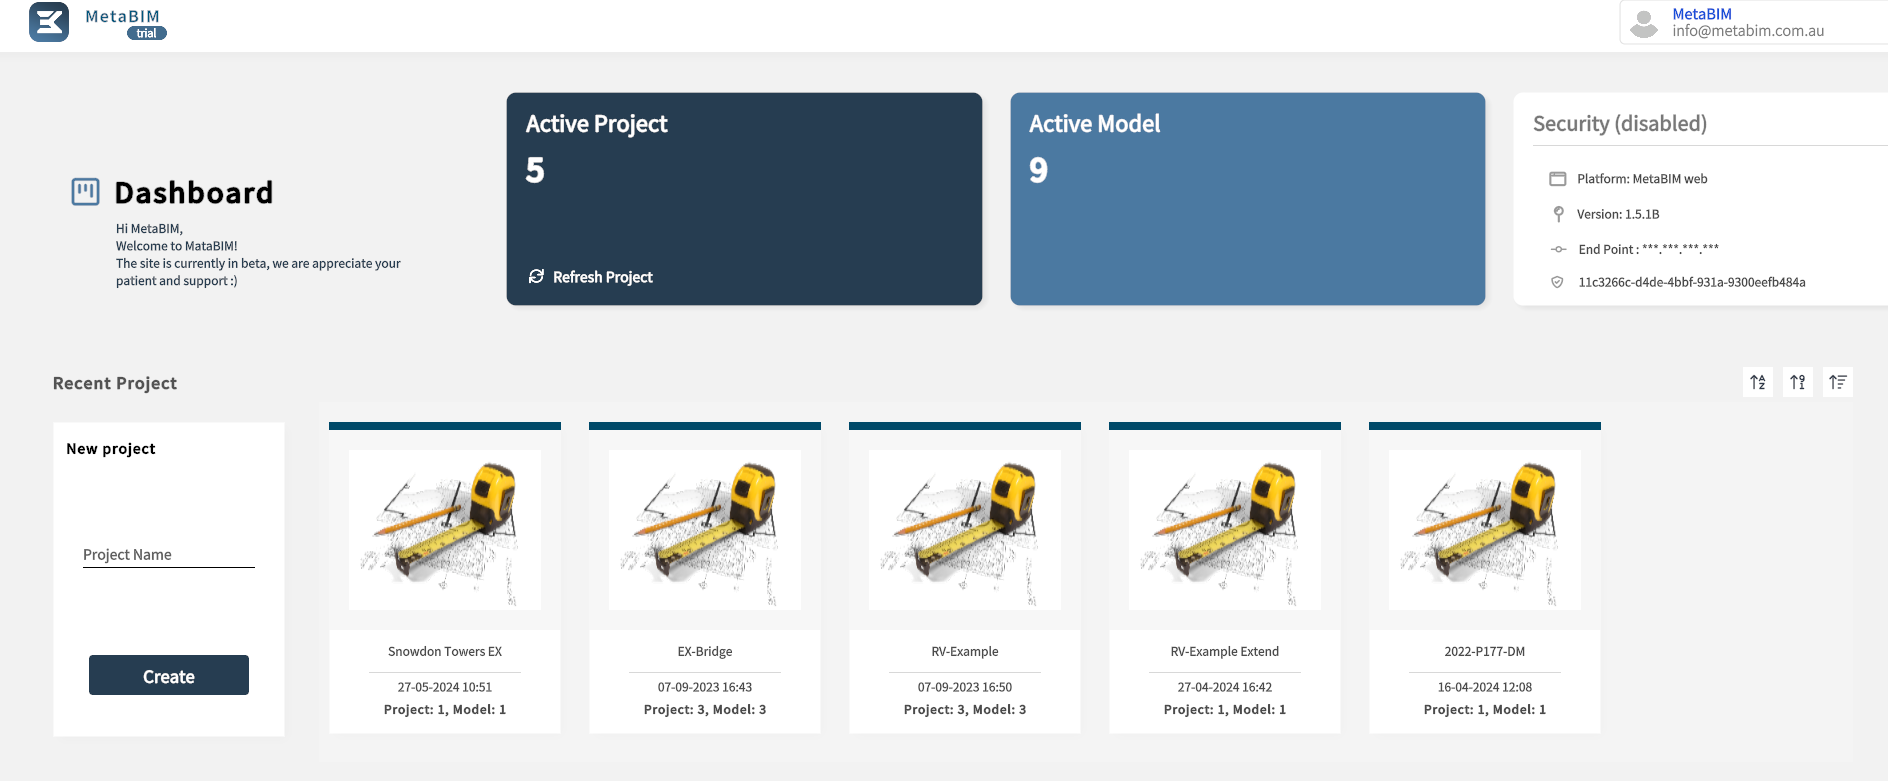 MetaBIM
trial
MetaBIM
info@metabim.com.au
Dashboard
Hi MetaBIM,
Welcome to MataBIM!
The site is currently in beta, we are appreciate your
patient and support :)
Active Project
5
Refresh Project
Active Model
9
Security (disabled)
Platform: MetaBIM web
Version: 1.5.1B
End Point : ***.***.***.***
11c3266c-d4de-4bbf-931a-9300eefb484a
Recent Project
New project
Project Name
Create
Snowdon Towers EX
27-05-2024 10:51
Project: 1, Model: 1
EX-Bridge
07-09-2023 16:43
Project: 3, Model: 3
RV-Example
07-09-2023 16:50
Project: 3, Model: 3
RV-Example Extend
27-04-2024 16:42
Project: 1, Model: 1
2022-P177-DM
16-04-2024 12:08
Project: 1, Model: 1